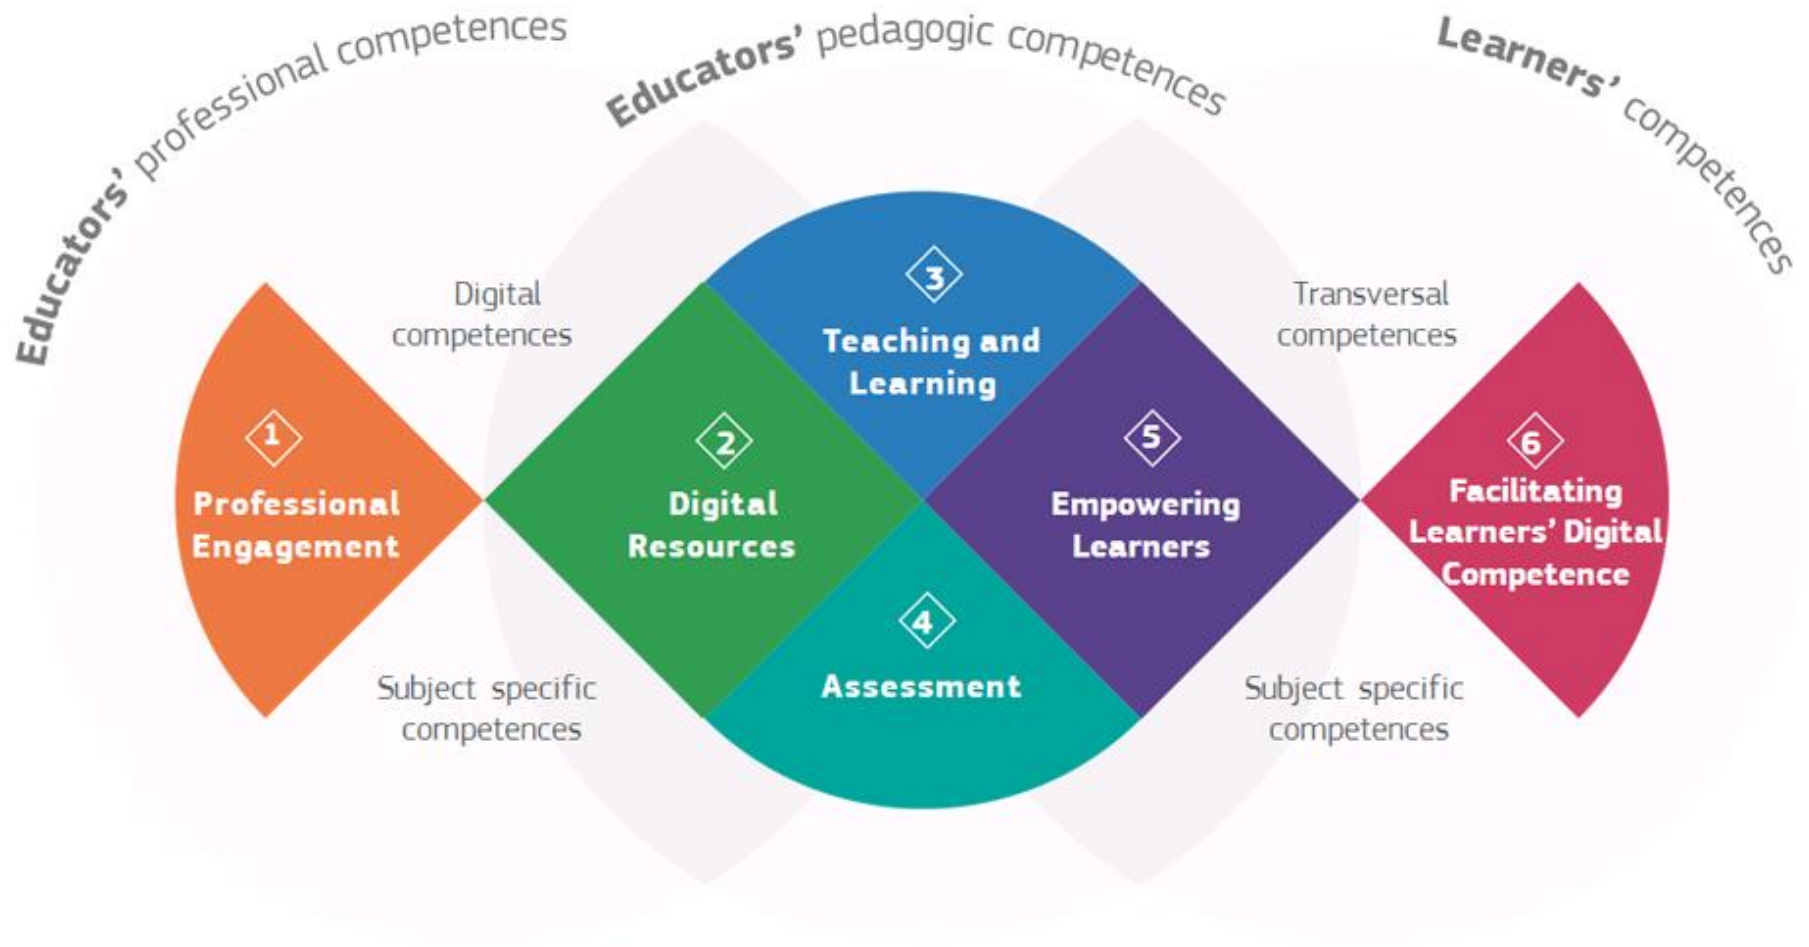 Educators’ professional competences
Educators’ pedagogic competences
Learners’ competences
Digital
competences
Transversal
competences
1
Professional
Engagement
2
Digital
Resources
3
Teaching and
Learning
4
Assessment
5
Empowering
Learners
6
Facilitating
Learners’ Digital
Competence
Subject specific
competences
Subject specific
competences